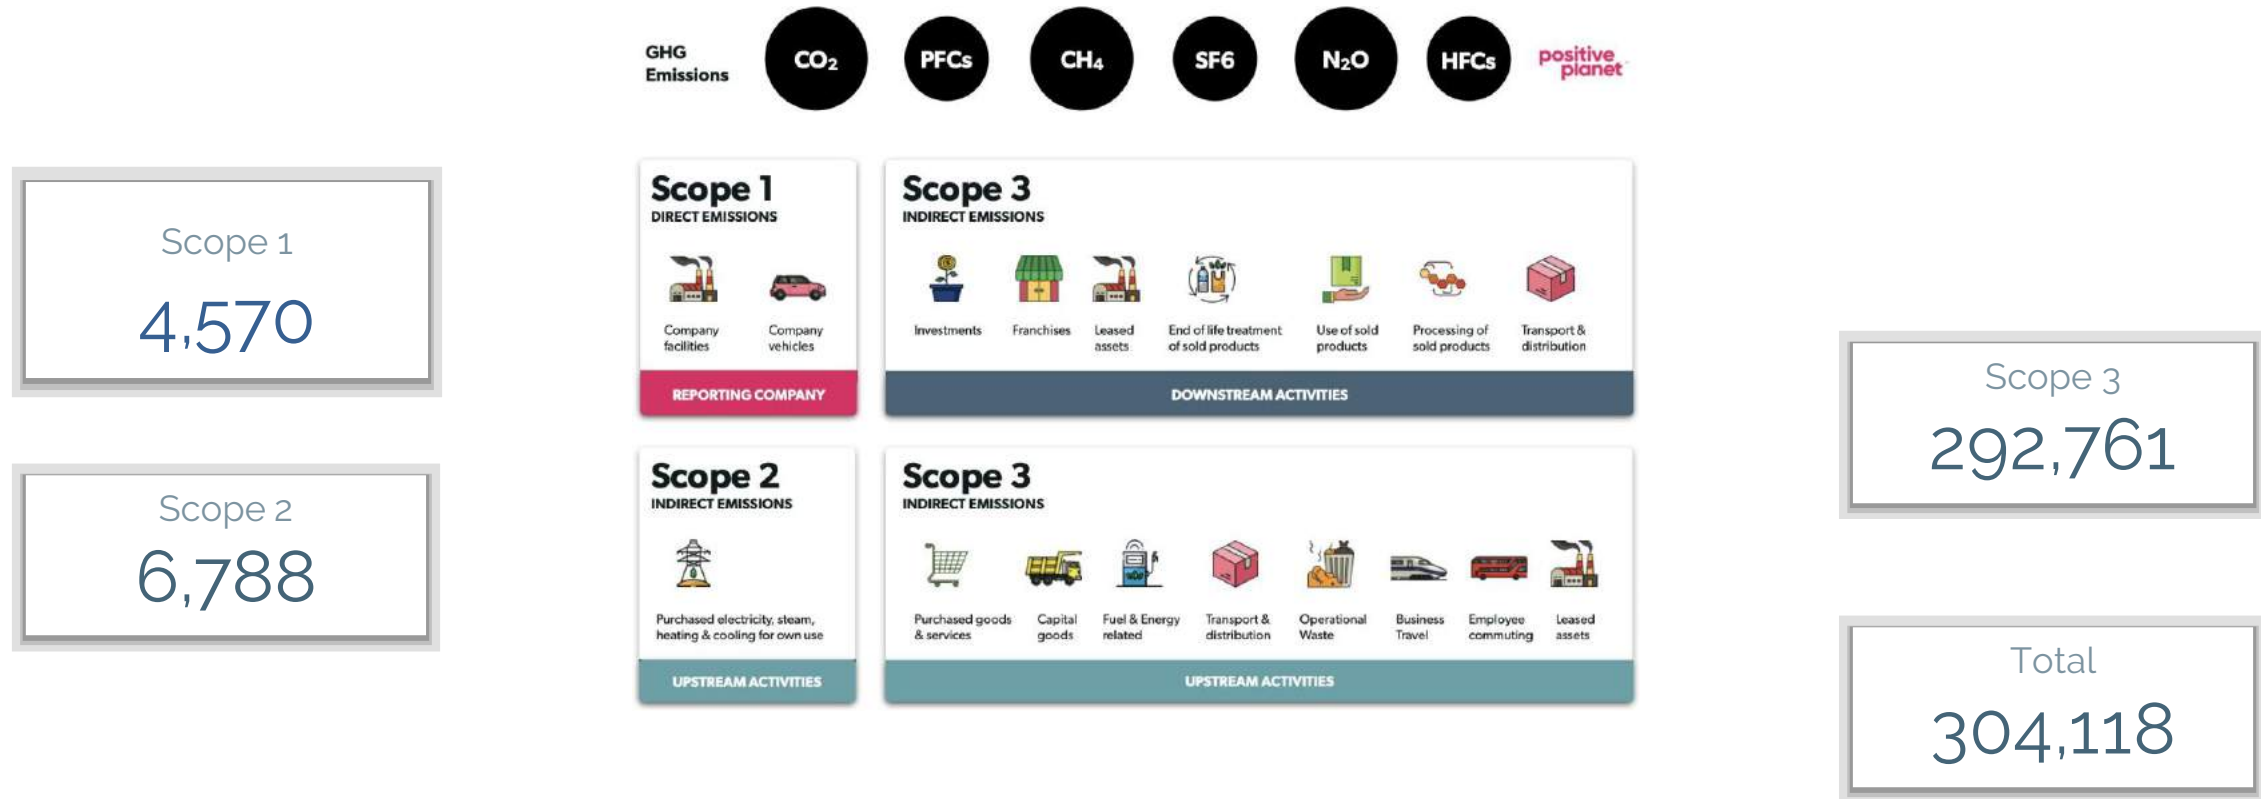 GHG
Emissions
CO₂
PFCs
CH₄
SF6
N₂O
HFCs
positive
planet
Scope 1
4,570
Scope 2
6,788
Scope 1
DIRECT EMISSIONS
Company
facilities
Company
vehicles
REPORTING COMPANY
Scope 3
INDIRECT EMISSIONS
Investments
Franchises
Leased
assets
End of life treatment
of sold products
Use of sold
products
Processing of
sold products
Transport &
distribution
DOWNSTREAM ACTIVITIES
Scope 2
INDIRECT EMISSIONS
Purchased electricity, steam,
heating & cooling for own use
UPSTREAM ACTIVITIES
Scope 3
INDIRECT EMISSIONS
Purchased goods
& services
Capital
goods
Fuel & Energy
related
Transport &
distribution
Operational
Waste
Business
Travel
Employee
commuting
Leased
assets
UPSTREAM ACTIVITIES
Scope 3
292,761
Total
304,118